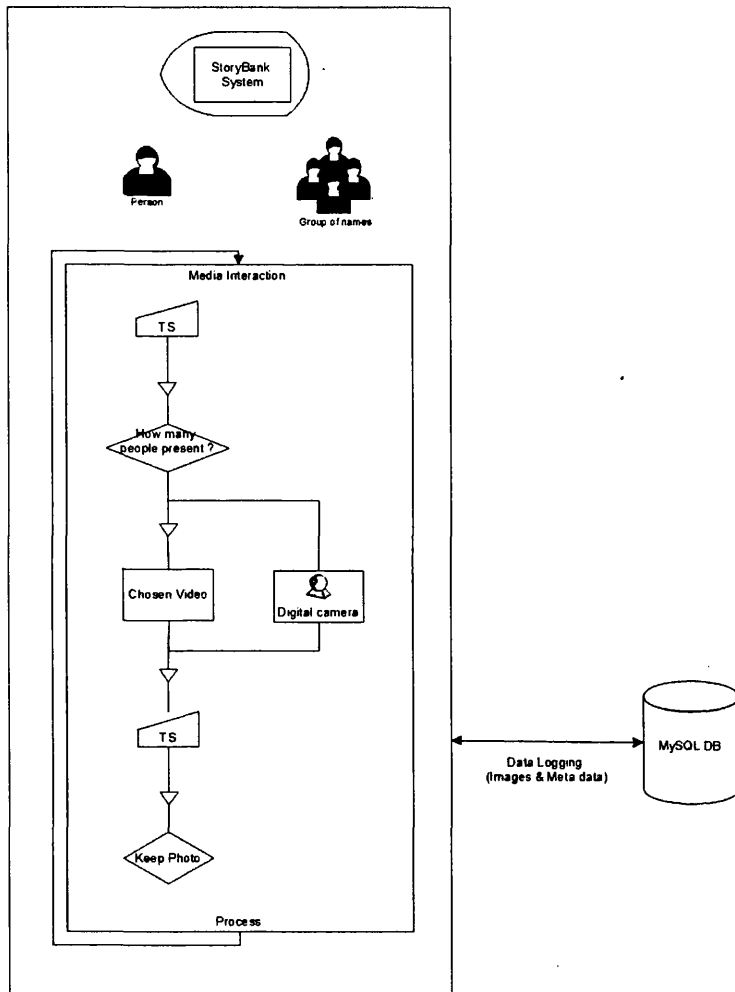 StoryBank
System
Person
Group of names
Media Interaction
TS
How many
people present ?
Chosen Video
Digital camera
TS
MySQL DB
Data Logging
(Images & Meta data)
Keep Photo
Process